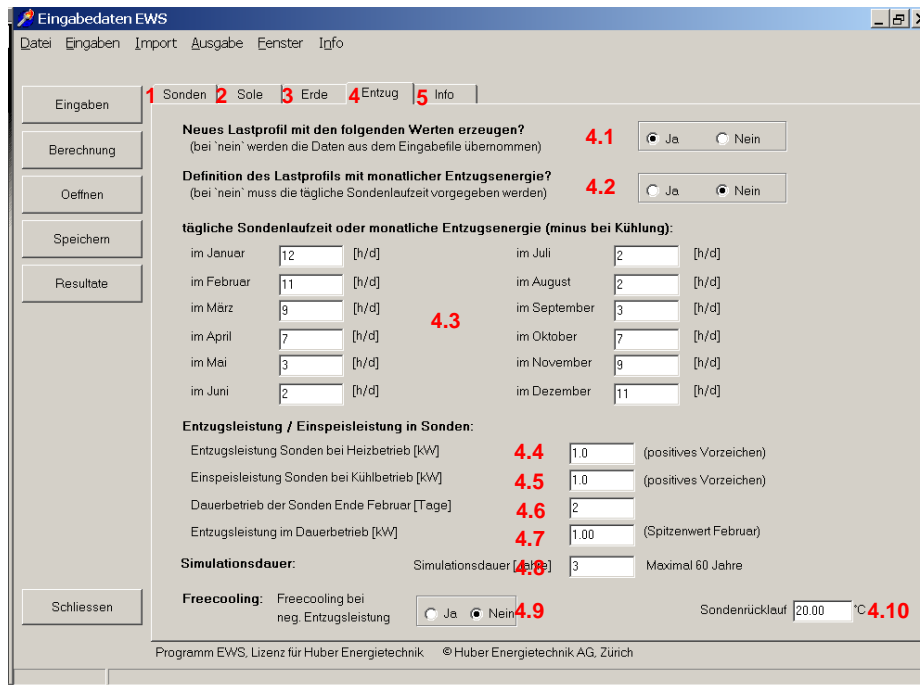 Eingabedaten EWS
Datei Eingaben Import Ausgabe Fenster Info
1 Sonden 2 Sole 3 Erde 4 Entzug 5 Info
Eingaben
Berechnung
Oeffnen
Speichern
Resultate
Schliessen
Neues Lastprofil mit den folgenden Werten erzeugen? 4.1 Ja Nein
(bei `nein` werden die Daten aus dem Eingabefile übernommen)
Definition des Lastprofils mit monatlicher Entzugsenergie? 4.2 Ja Nein
(bei `nein` muss die tägliche Sondenlaufzeit vorgegeben werden)
tägliche Sondenlaufzeit oder monatliche Entzugsenergie (minus bei Kühlung):
im Januar 12 [h/d] im Juli 2 [h/d]
im Februar 11 [h/d] im August 2 [h/d]
im März 9 [h/d] im September 3 [h/d]
4.3
im April 7 [h/d] im Oktober 7 [h/d]
im Mai 3 [h/d] im November 9 [h/d]
im Juni 2 [h/d] im Dezember 11 [h/d]
Entzugsleistung / Einspeisleistung in Sonden:
Entzugsleistung Sonden bei Heizbetrieb [kW] 4.4 1.0 (positives Vorzeichen)
Einspeisleistung Sonden bei Kühlbetrieb [kW] 4.5 1.0 (positives Vorzeichen)
Dauerbetrieb der Sonden Ende Februar [Tage] 4.6 2
Entzugsleistung im Dauerbetrieb [kW] 4.7 1.00 (Spitzenwert Februar)
Simulationsdauer: Simulationsdauer [Jahre] 4.8 3 Maximal 60 Jahre
Freecooling: Freecooling bei
neg. Entzugsleistung Ja Nein 4.9 Sondenrücklauf 20.00 °C 4.10
Programm EWS, Lizenz für Huber Energietechnik © Huber Energietechnik AG, Zürich